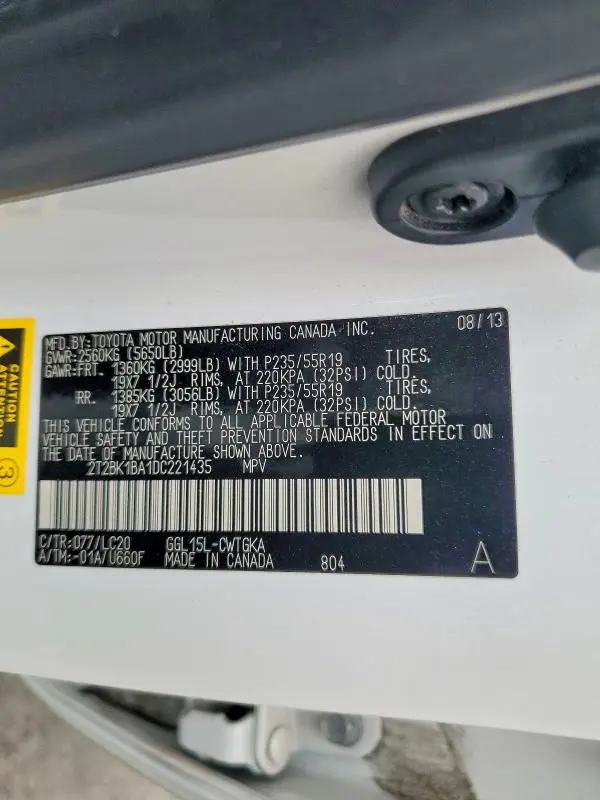 MFD.BY:TOYOTA MOTOR MANUFACTURING CANADA INC. 08/13
GVWR:2560KG (5650LB)
GAWR:FRT. 1360KG (2999LB) WITH P235/55R19 TIRES,
19X7 1/2J RIMS, AT 220KPA (32PSI) COLD.
RR. 1385KG (3056LB) WITH P235/55R19 TIRES,
19X7 1/2J RIMS, AT 220KPA (32PSI) COLD.
THIS VEHICLE CONFORMS TO ALL APPLICABLE FEDERAL MOTOR
VEHICLE SAFETY AND THEFT PREVENTION STANDARDS IN EFFECT ON
THE DATE OF MANUFACTURE SHOWN ABOVE.
2T2BK1BA1DC221435 MPV
C/TR:077/LC20 GGL15L-CWTGKA
A/TM:-01A/U660F MADE IN CANADA 804 A
CAUTION
ATTENTION
3